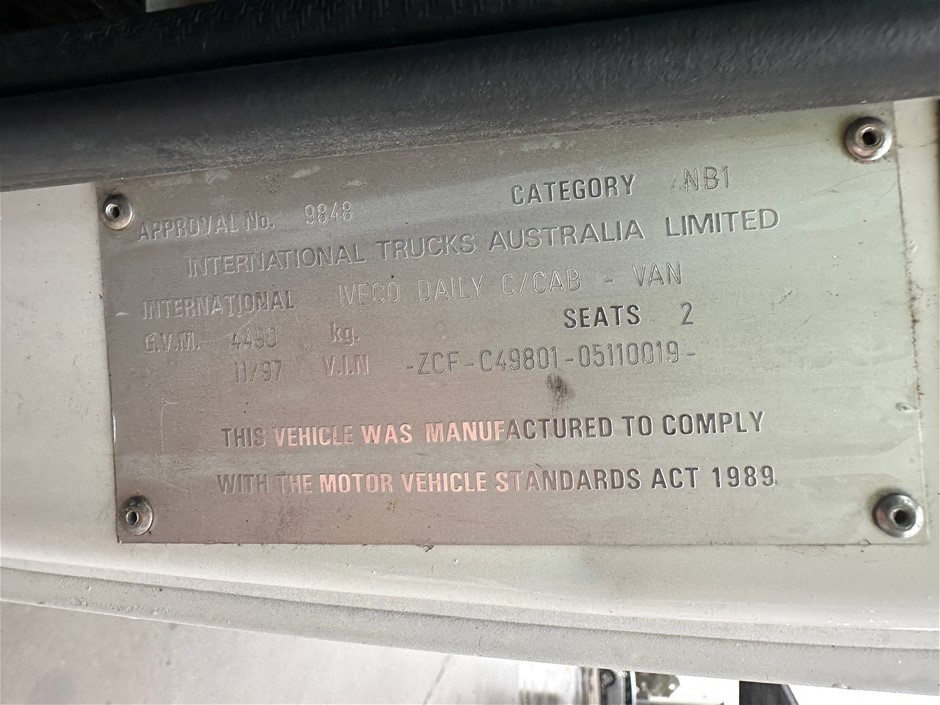 APPROVAL No. 9848 CATEGORY NB1
INTERNATIONAL TRUCKS AUSTRALIA LIMITED
INTERNATIONAL IVECO DAILY C/CAB - VAN
G.V.M. 4490 kg. SEATS 2
11/97 V.I.N -ZCF-C49801-05110019-
THIS VEHICLE WAS MANUFACTURED TO COMPLY
WITH THE MOTOR VEHICLE STANDARDS ACT 1989